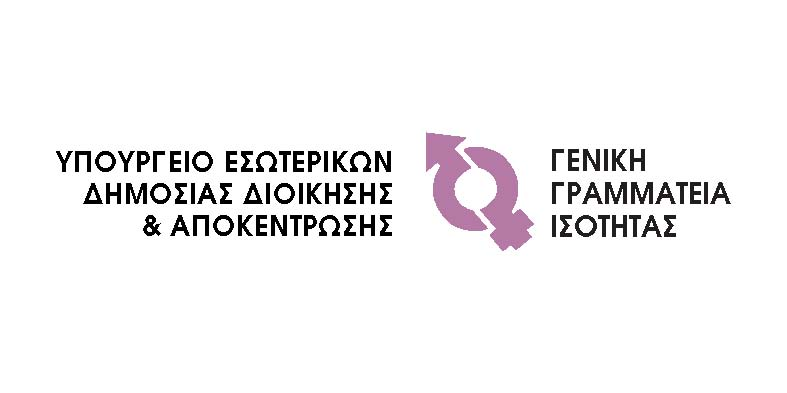 ΥΠΟΥΡΓΕΙΟ ΕΣΩΤΕΡΙΚΩΝ
ΔΗΜΟΣΙΑΣ ΔΙΟΙΚΗΣΗΣ
& ΑΠΟΚΕΝΤΡΩΣΗΣ
ΓΕΝΙΚΗ
ΓΡΑΜΜΑΤΕΙΑ
ΙΣΟΤΗΤΑΣ